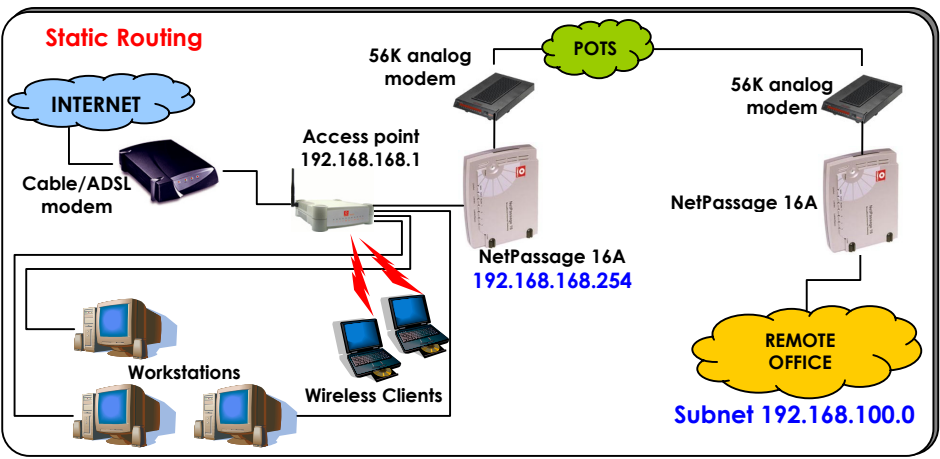 Static Routing
INTERNET
Cable/ADSL
modem
Access point
192.168.168.1
56K analog
modem
POTS
56K analog
modem
NetPassage 16A
192.168.168.254
NetPassage 16A
REMOTE
OFFICE
Subnet 192.168.100.0
Workstations
Wireless Clients